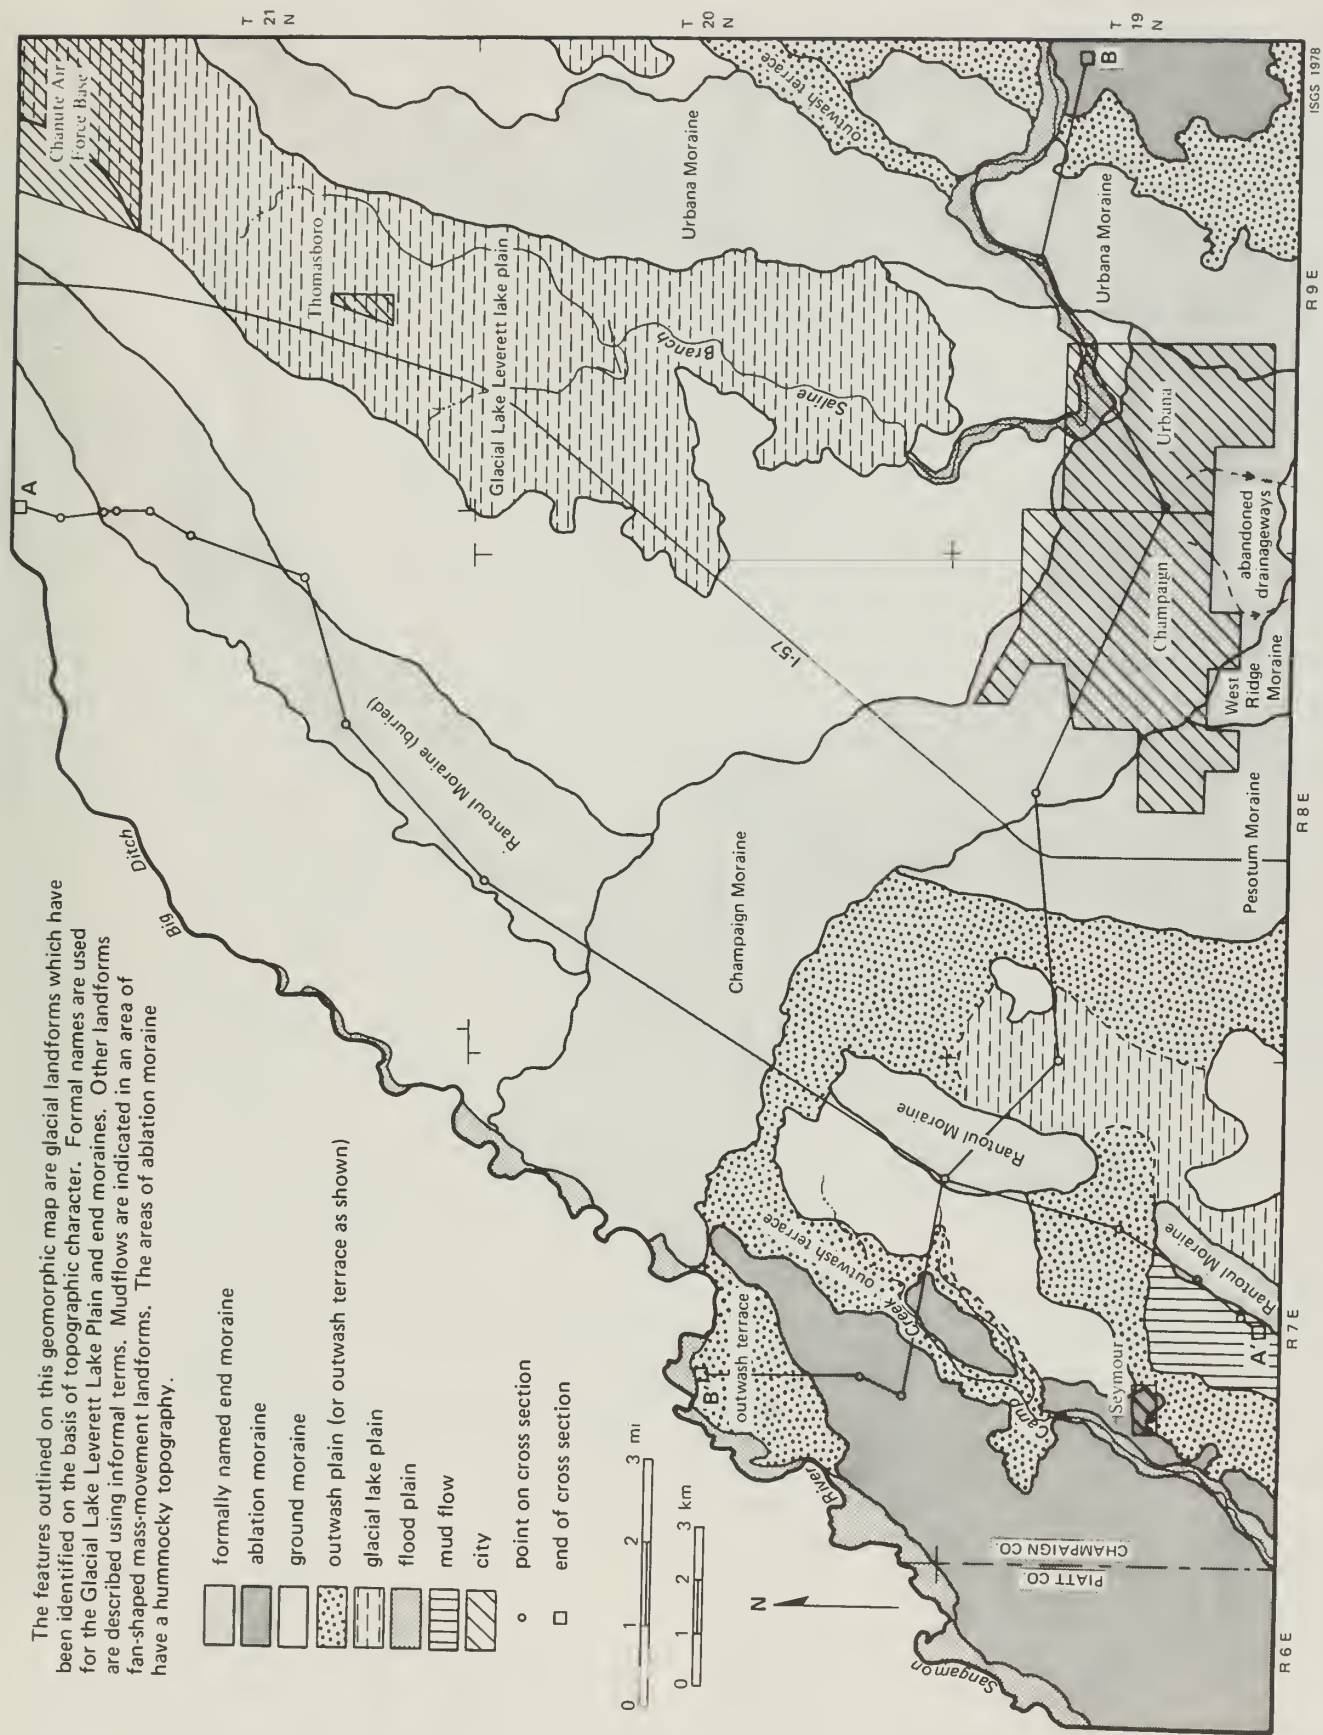 The features outlined on this geomorphic map are glacial landforms which have
been identified on the basis of topographic character. Formal names are used
for the Glacial Lake Leverett Lake Plain and end moraines. Other landforms
are described using informal terms. Mudflows are indicated in an area of
fan-shaped mass-movement landforms. The areas of ablation moraine
have a hummocky topography.
formally named end moraine
ablation moraine
ground moraine
outwash plain (or outwash terrace as shown)
glacial lake plain
flood plain
mud flow
city
point on cross section
end of cross section
0 1 2 3 mi
0 1 2 3 km
N
Big
Ditch
A
Rantoul Moraine (buried)
Chanute Air
Force Base
Thomasboro
Glacial Lake Leverett lake plain
Saline
Branch
Urbana Moraine
outwash terrace
B
Urbana Moraine
Urbana
Champaign
abandoned
drainageways
West
Ridge
Moraine
I-57
Champaign Moraine
Pesotum Moraine
Rantoul Moraine
Rantoul Moraine
outwash terrace
outwash terrace
B'
Camp
Creek
Seymour
A'
River
Sangamon
PIATT CO.
CHAMPAIGN CO.
T
21
N
T
20
N
T
19
N
R 6 E
R 7 E
R 8 E
R 9 E
ISGS 1978